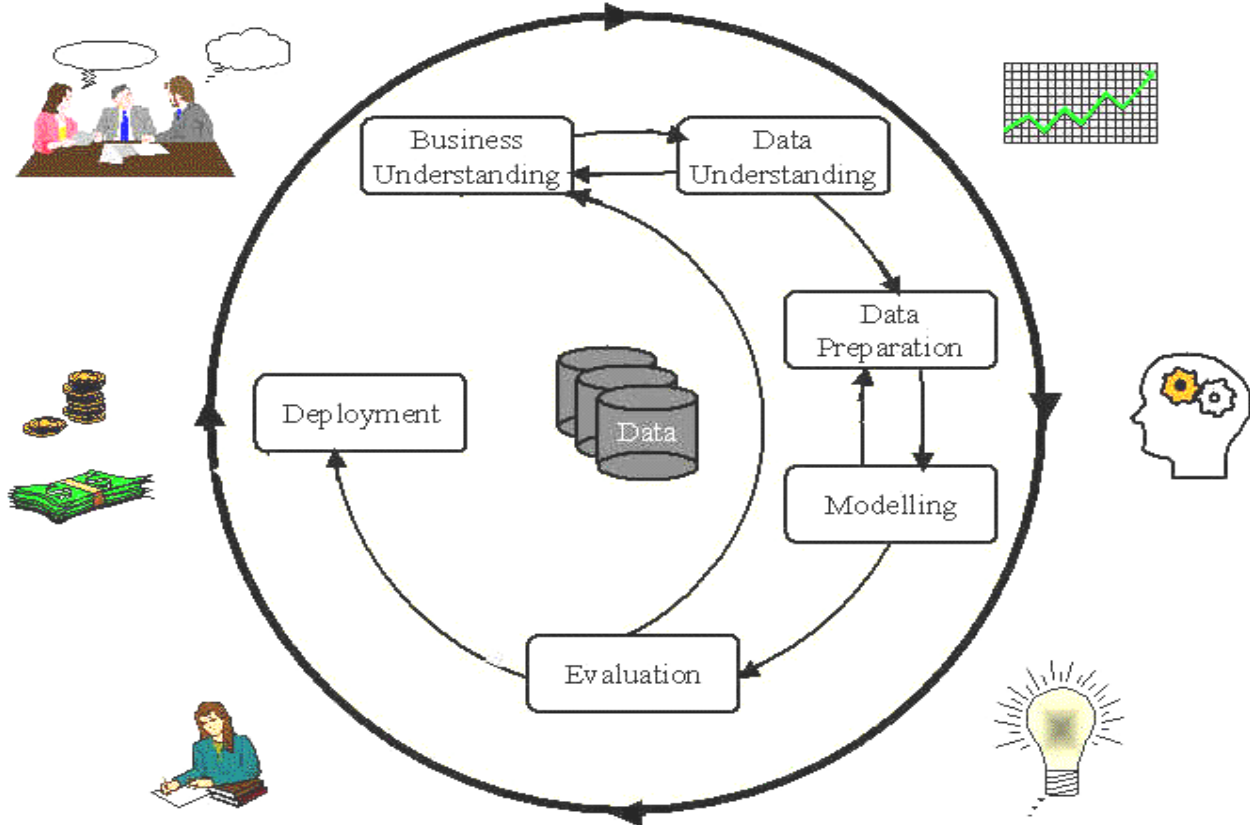 Business
Understanding
Data
Understanding
Data
Preparation
Deployment
Data
Modelling
Evaluation